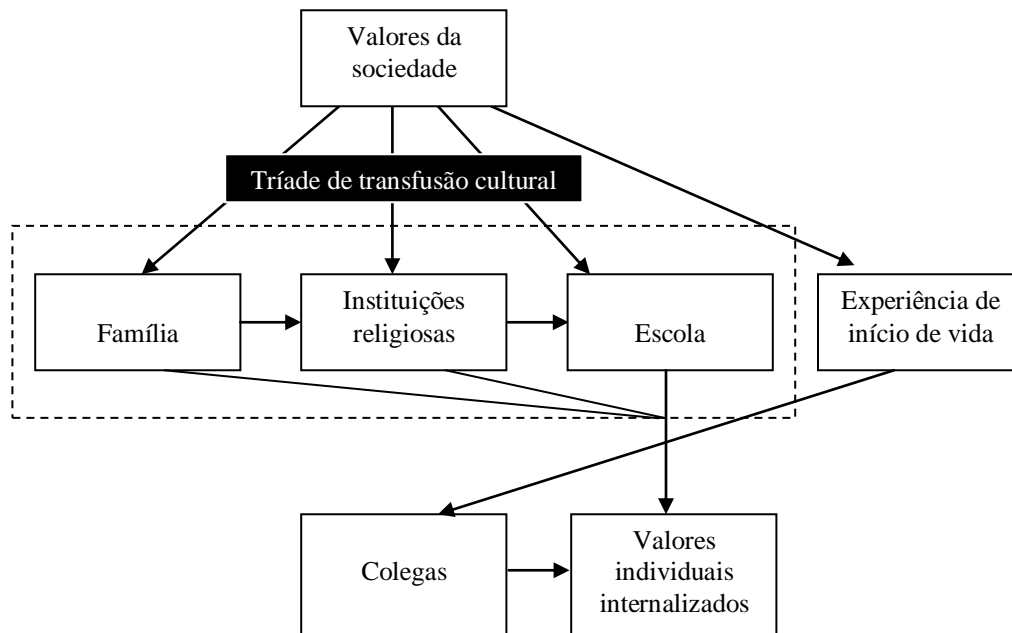 Valores da
sociedade
Tríade de transfusão cultural
Família
Instituições
religiosas
Escola
Experiência de
início de vida
Colegas
Valores
individuais
internalizados